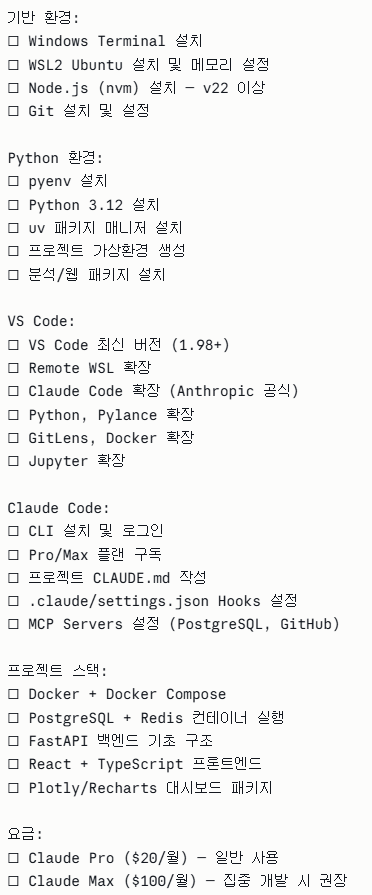 기반 환경:
☐ Windows Terminal 설치
☐ WSL2 Ubuntu 설치 및 메모리 설정
☐ Node.js (nvm) 설치 — v22 이상
☐ Git 설치 및 설정
Python 환경:
☐ pyenv 설치
☐ Python 3.12 설치
☐ uv 패키지 매니저 설치
☐ 프로젝트 가상환경 생성
☐ 분석/웹 패키지 설치
VS Code:
☐ VS Code 최신 버전 (1.98+)
☐ Remote WSL 확장
☐ Claude Code 확장 (Anthropic 공식)
☐ Python, Pylance 확장
☐ GitLens, Docker 확장
☐ Jupyter 확장
Claude Code:
☐ CLI 설치 및 로그인
☐ Pro/Max 플랜 구독
☐ 프로젝트 CLAUDE.md 작성
☐ .claude/settings.json Hooks 설정
☐ MCP Servers 설정 (PostgreSQL, GitHub)
프로젝트 스택:
☐ Docker + Docker Compose
☐ PostgreSQL + Redis 컨테이너 실행
☐ FastAPI 백엔드 기초 구조
☐ React + TypeScript 프론트엔드
☐ Plotly/Recharts 대시보드 패키지
요금:
☐ Claude Pro ($20/월) — 일반 사용
☐ Claude Max ($100/월) — 집중 개발 시 권장